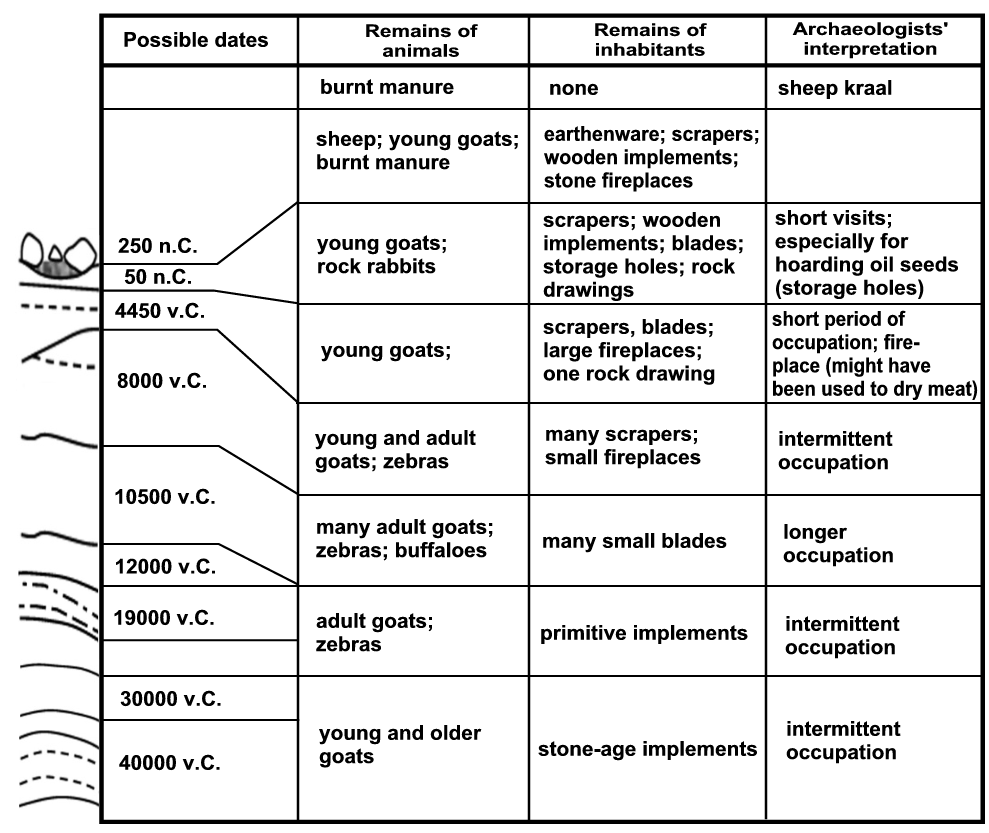 Possible dates
Remains of
animals
Remains of
inhabitants
Archaeologists'
interpretation
burnt manure
none
sheep kraal
sheep; young goats;
burnt manure
earthenware; scrapers;
wooden implements;
stone fireplaces
250 n.C.
50 n.C.
young goats;
rock rabbits
scrapers; wooden
implements; blades;
storage holes; rock
drawings
short visits;
especially for
hoarding oil seeds
(storage holes)
4450 v.C.
young goats;
scrapers, blades;
large fireplaces;
one rock drawing
short period of
occupation; fire-
place (might have
been used to dry meat)
8000 v.C.
young and adult
goats; zebras
many scrapers;
small fireplaces
intermittent
occupation
10500 v.C.
many adult goats;
zebras; buffaloes
many small blades
longer
occupation
12000 v.C.
19000 v.C.
adult goats;
zebras
primitive implements
intermittent
occupation
30000 v.C.
40000 v.C.
young and older
goats
stone-age implements
intermittent
occupation